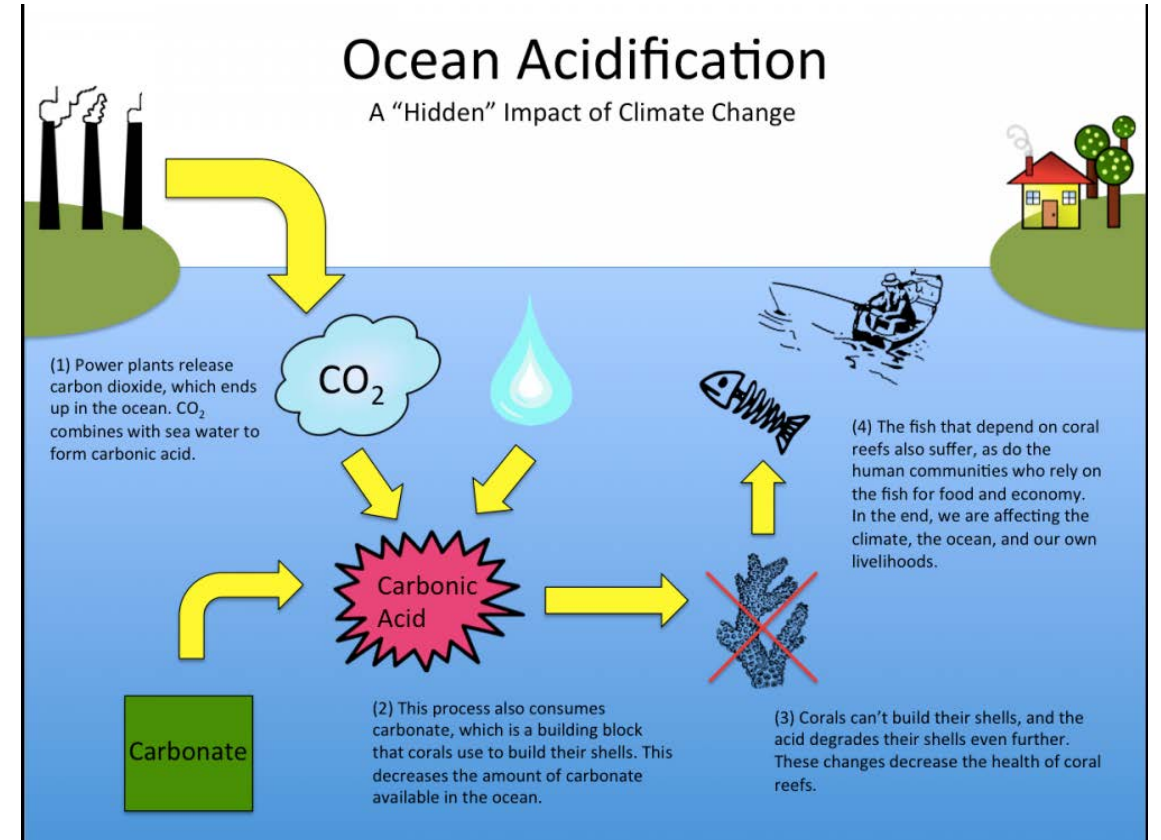 Ocean Acidification
A “Hidden” Impact of Climate Change
(1) Power plants release
carbon dioxide, which ends
up in the ocean. CO₂
combines with sea water to
form carbonic acid.
CO₂
Carbonic
Acid
Carbonate
(2) This process also consumes
carbonate, which is a building block
that corals use to build their shells. This
decreases the amount of carbonate
available in the ocean.
(3) Corals can’t build their shells, and the
acid degrades their shells even further.
These changes decrease the health of coral
reefs.
(4) The fish that depend on coral
reefs also suffer, as do the
human communities who rely on
the fish for food and economy.
In the end, we are affecting the
climate, the ocean, and our own
livelihoods.